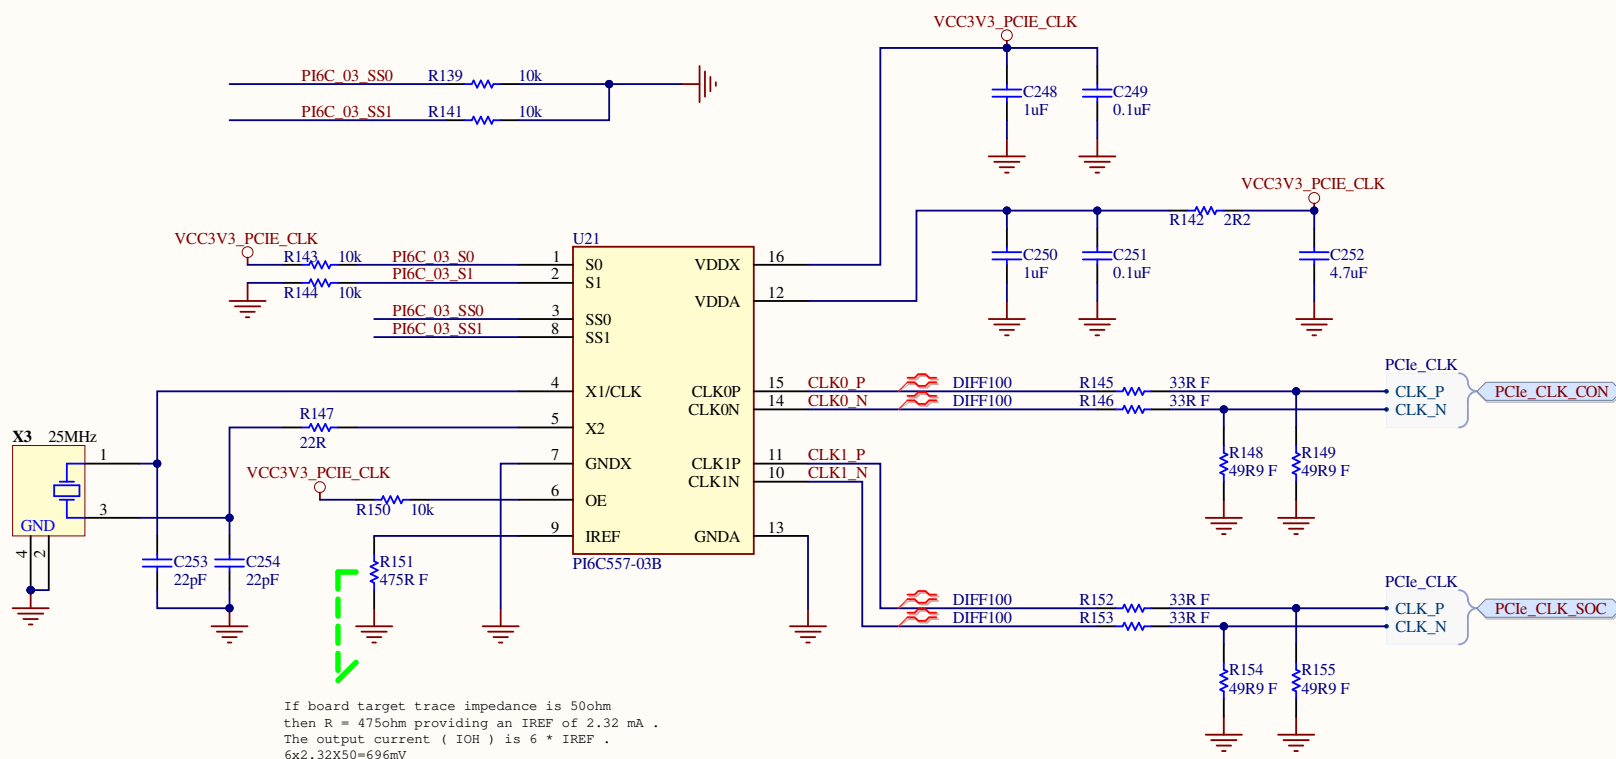 VCC3V3_PCIE_CLK
PI6C_03_SS0 R139 10k
PI6C_03_SS1 R141 10k
C248 1uF
C249 0.1uF
VCC3V3_PCIE_CLK
R142 2R2
C250 1uF
C251 0.1uF
C252 4.7uF
VCC3V3_PCIE_CLK
R143 10k PI6C_03_S0
R144 10k PI6C_03_S1
PI6C_03_SS0
PI6C_03_SS1
U21
1 S0
2 S1
3 SS0
8 SS1
4 X1/CLK
5 X2
7 GNDX
6 OE
9 IREF
VDDX 16
VDDA 12
CLK0P 15
CLK0N 14
CLK1P 11
CLK1N 10
GNDA 13
PI6C557-03B
CLK0_P DIFF100 R145 33R F
CLK0_N DIFF100 R146 33R F
PCIe_CLK
CLK_P
CLK_N
PCIe_CLK_CON
R148 49R9 F
R149 49R9 F
CLK1_P
CLK1_N
R147
22R
X3 25MHz
1
3
GND
4
2
VCC3V3_PCIE_CLK
R150 10k
C253 22pF
C254 22pF
R151
475R F
DIFF100 R152 33R F
DIFF100 R153 33R F
PCIe_CLK
CLK_P
CLK_N
PCIe_CLK_SOC
R154 49R9 F
R155 49R9 F
If board target trace impedance is 50ohm
then R = 475ohm providing an IREF of 2.32 mA .
The output current ( IOH ) is 6 * IREF .
6x2.32X50=696mV